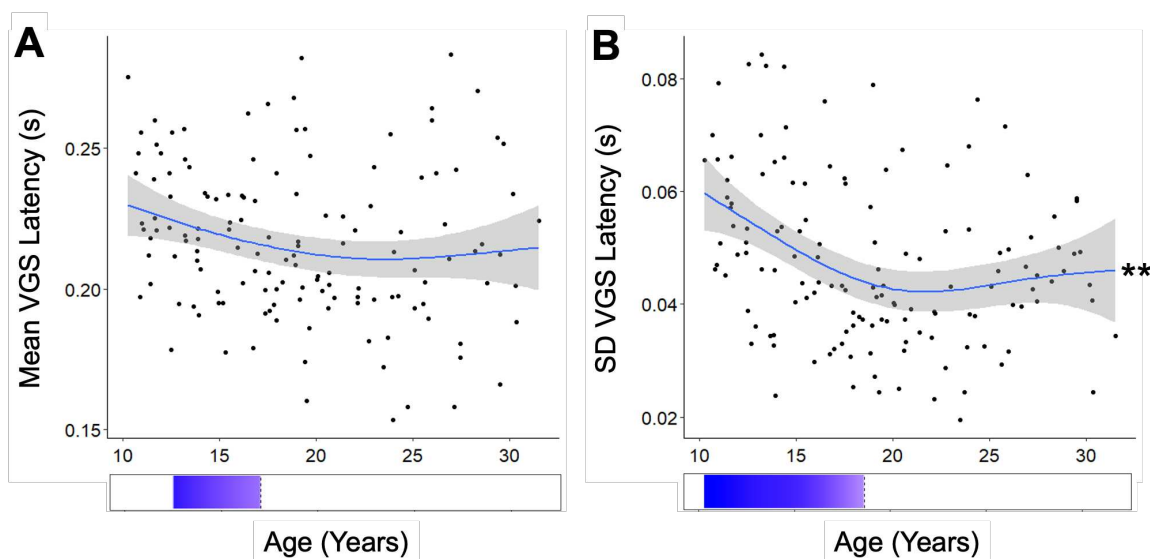 A
Mean VGS Latency (s)
0.25
0.20
0.15
10 15 20 25 30
Age (Years)
B
SD VGS Latency (s)
0.08
0.06
0.04
0.02
10 15 20 25 30
**
Age (Years)